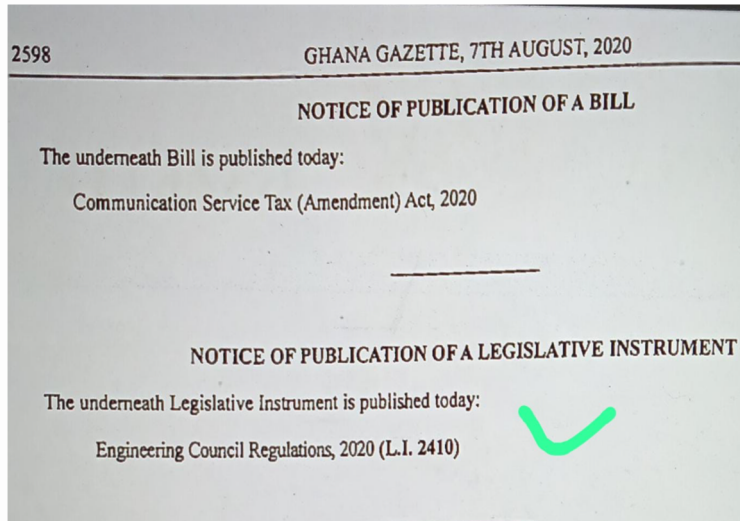 2598 GHANA GAZETTE, 7TH AUGUST, 2020
NOTICE OF PUBLICATION OF A BILL
The underneath Bill is published today:
Communication Service Tax (Amendment) Act, 2020
NOTICE OF PUBLICATION OF A LEGISLATIVE INSTRUMENT
The underneath Legislative Instrument is published today:
Engineering Council Regulations, 2020 (L.I. 2410)